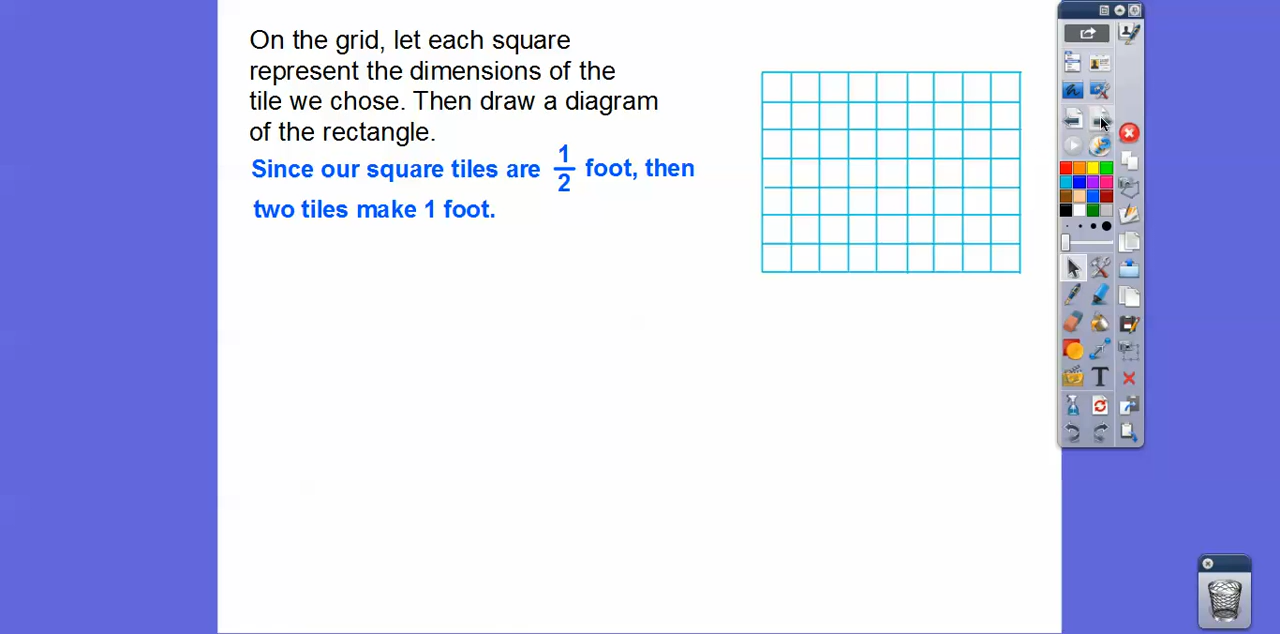 On the grid, let each square
represent the dimensions of the
tile we chose. Then draw a diagram
of the rectangle.
Since our square tiles are 1/2 foot, then
two tiles make 1 foot.